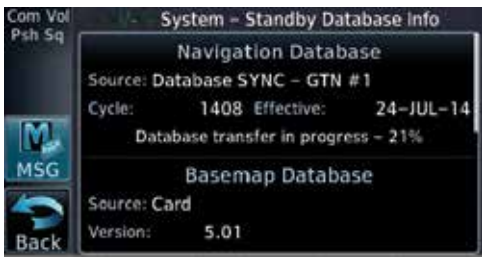 Com Vol
Psh Sq
System – Standby Database Info
Navigation Database
Source: Database SYNC – GTN #1
Cycle: 1408 Effective: 24-JUL-14
Database transfer in progress – 21%
MSG
Basemap Database
Source: Card
Version: 5.01
Back